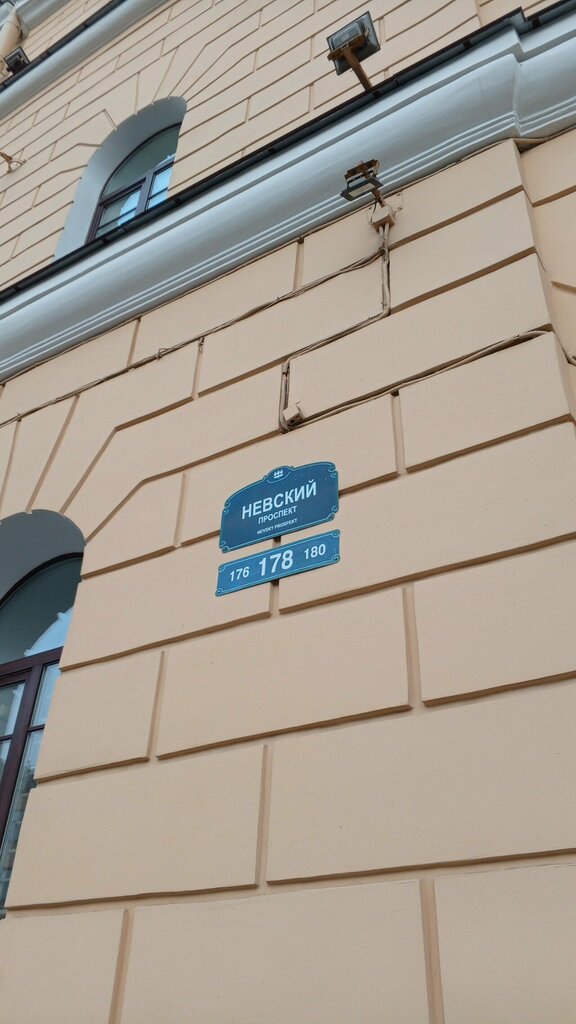 НЕВСКИЙ
ПРОСПЕКТ
NEVSKY PROSPEKT
176 178 180